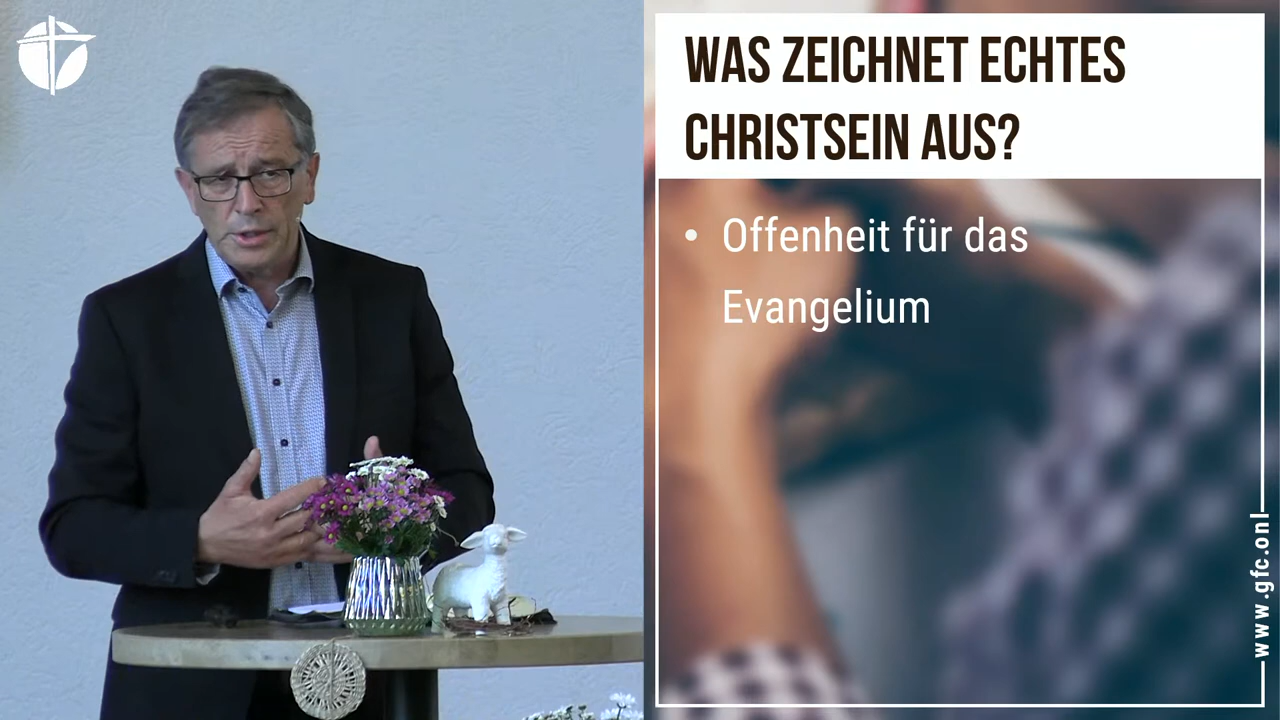 WAS ZEICHNET ECHTES
CHRISTSEIN AUS?
• Offenheit für das
Evangelium
www.gfc.onl